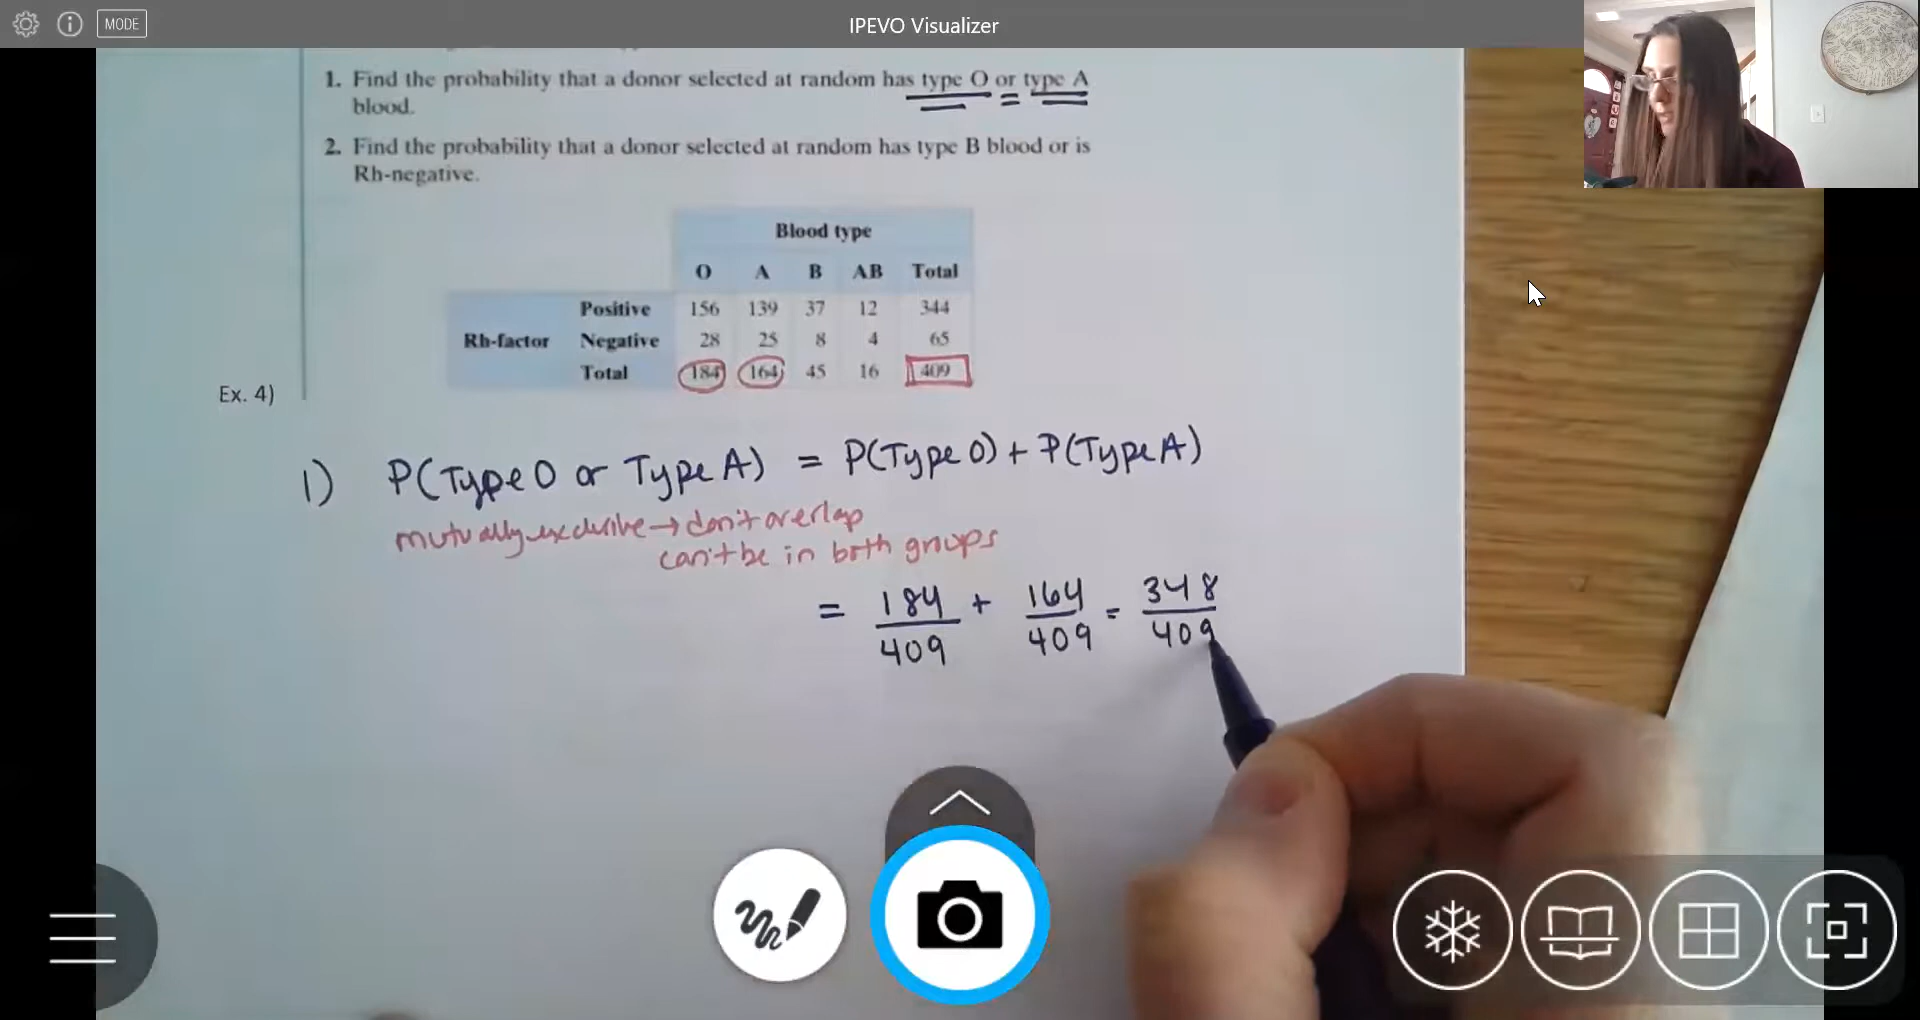 MODE
IPEVO Visualizer
1. Find the probability that a donor selected at random has type O or type A
blood.
2. Find the probability that a donor selected at random has type B blood or is
Rh-negative.
Blood type
O A B AB Total
Positive 156 139 37 12 344
Rh-factor Negative 28 25 8 4 65
Total 184 164 45 16 409
Ex. 4)
1) P(Type O or Type A) = P(Type O) + P(Type A)
mutually exclusive → don't overlap
can't be in both groups
= 184/409 + 164/409 = 348/409